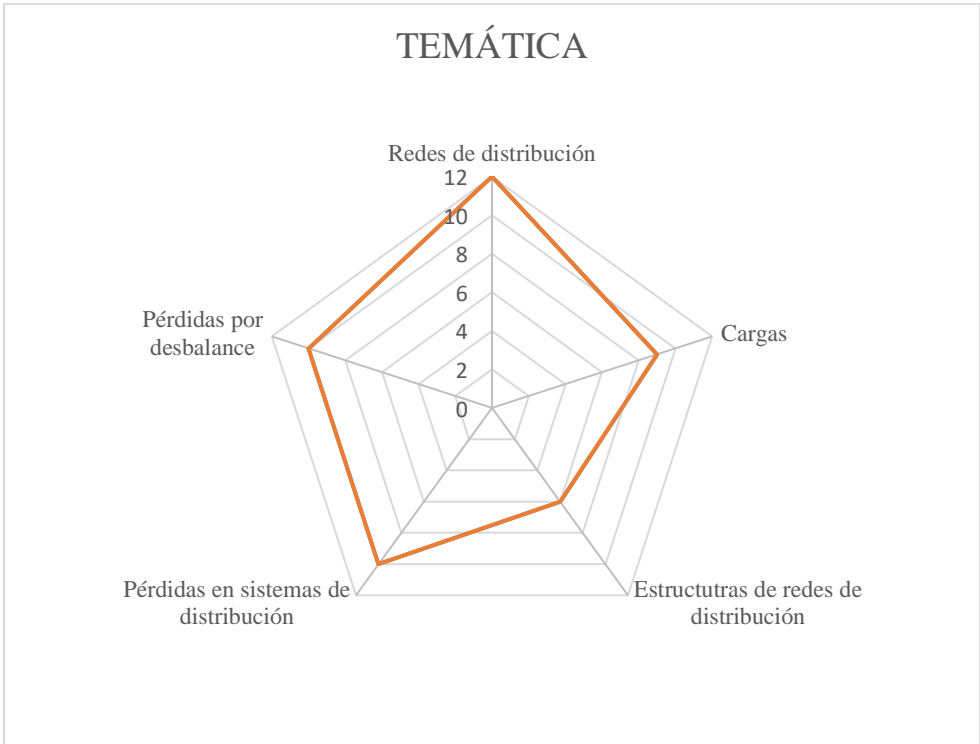 TEMÁTICA
Redes de distribución
12
10
8
6
4
2
0
Pérdidas por
desbalance
Cargas
Pérdidas en sistemas de
distribución
Estructutras de redes de
distribución